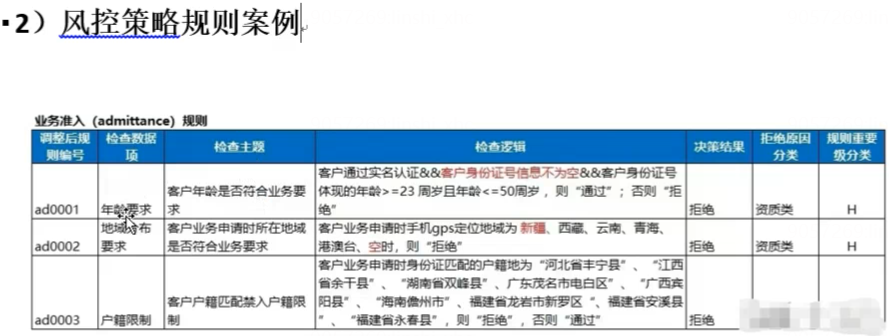 ▪2）风控策略规则案例
业务准入（admittance）规则
调整后规则编号 检查数据项 检查主题 检查逻辑 决策结果 拒绝原因分类 规则重要级分类
客户通过实名认证&&客户身份证号信息不为空&&客户身份证号
客户年龄是否符合业务要 体现的年龄>=23 周岁且年龄<=50周岁 ，则“通过”；否则“拒
ad0001 年龄要求 求 绝” 拒绝 资质类 H
地域分布 客户业务申请时所在地域 客户业务申请时手机gps定位地域为 新疆、西藏、云南、青海、
ad0002 要求 是否符合业务要求 港澳台、空时，则“拒绝” 拒绝 资质类 H
客户业务申请时身份证匹配的户籍地为“河北省丰宁县”、“江西
省余干县”、“湖南省双峰县”、广东茂名市电白区”、“广西宾
客户户籍匹配禁入户籍限 阳县”、“海南儋州市”、福建省龙岩市新罗区“、福建省安溪县
ad0003 户籍限制 制 “、“福建省永春县”，则“拒绝”，否则“通过” 拒绝